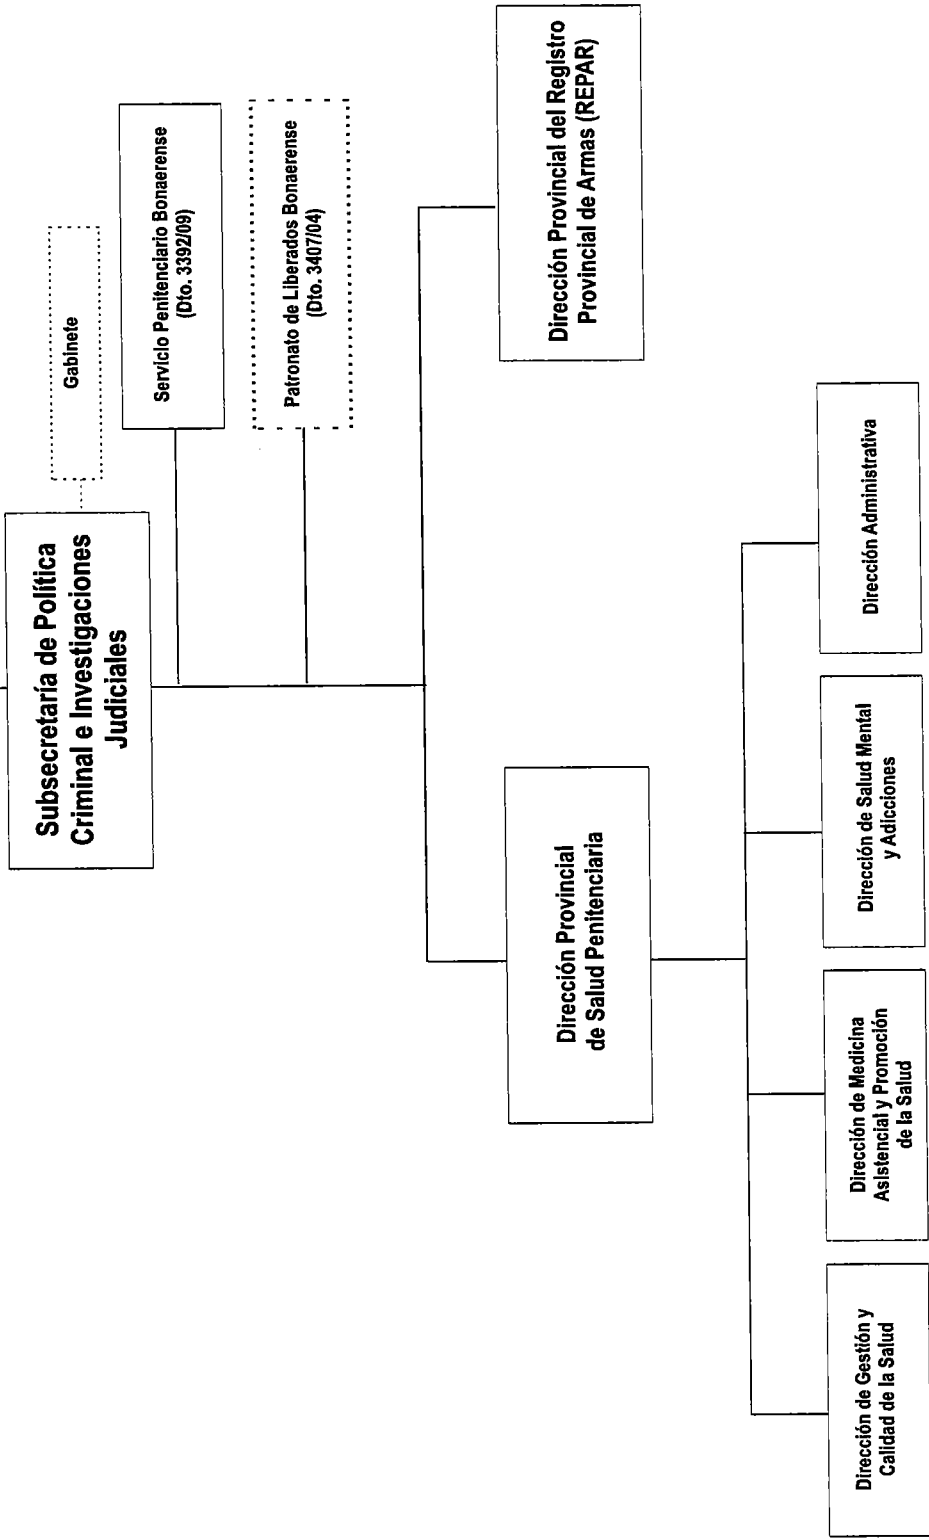 Subsecretaría de Política
Criminal e Investigaciones
Judiciales
Gabinete
Servicio Penitenciario Bonaerense
(Dto. 3392/09)
Patronato de Liberados Bonaerense
(Dto. 3407/04)
Dirección Provincial
de Salud Penitenciaria
Dirección Provincial del Registro
Provincial de Armas (REPAR)
Dirección de Gestión y
Calidad de la Salud
Dirección de Medicina
Asistencial y Promoción
de la Salud
Dirección de Salud Mental
y Adicciones
Dirección Administrativa